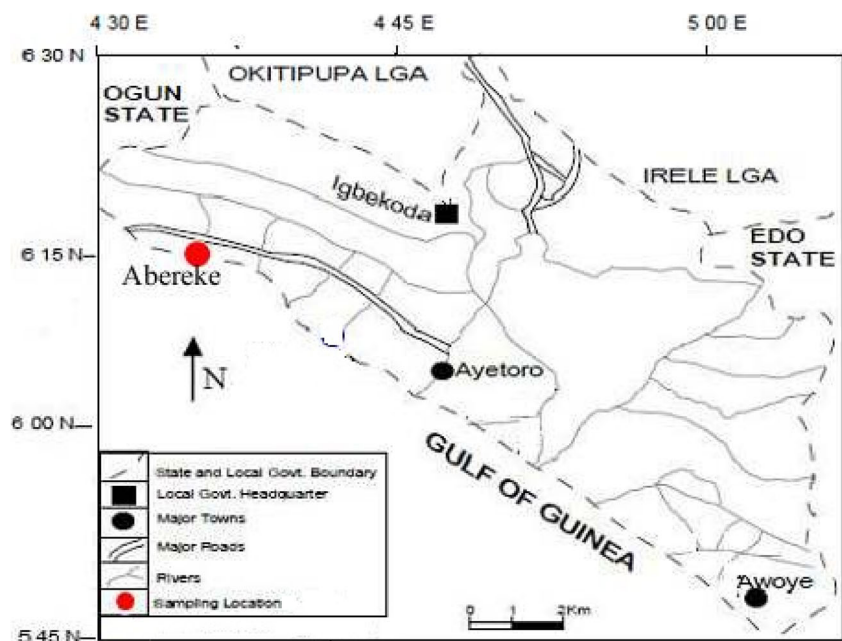 4 30 E
4 45 E
5 00 E
6 30 N
OKITIPUPA LGA
OGUN
STATE
Igbekoda
IRELE LGA
EDO
STATE
6 15 N
Abereke
N
Ayetoro
6 00 N
GULF OF GUINEA
State and Local Govt. Boundary
Local Govt. Headquarter
Major Towns
Major Roads
Rivers
Sampling Location
Awoye
0 1 2Km
5 45 N